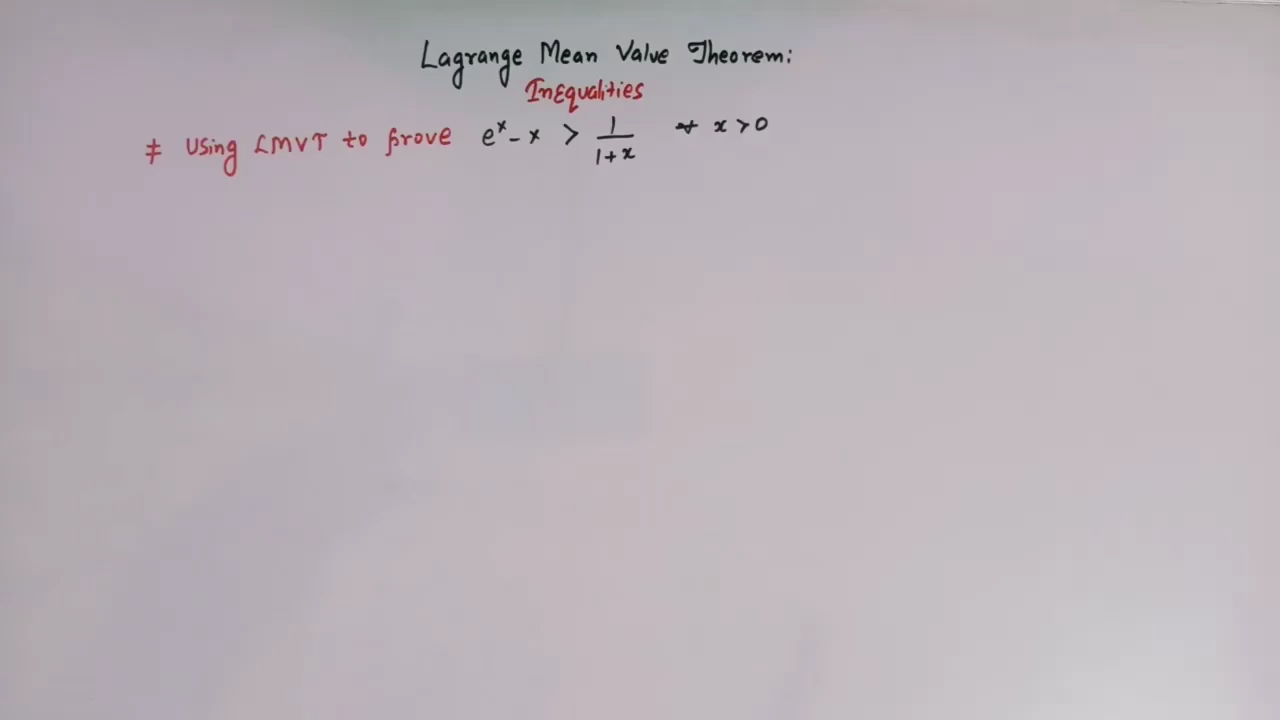 Lagrange Mean Value Theorem:
Inequalities
# Using LMVT to prove e^x - x > 1/(1+x) ∀ x > 0